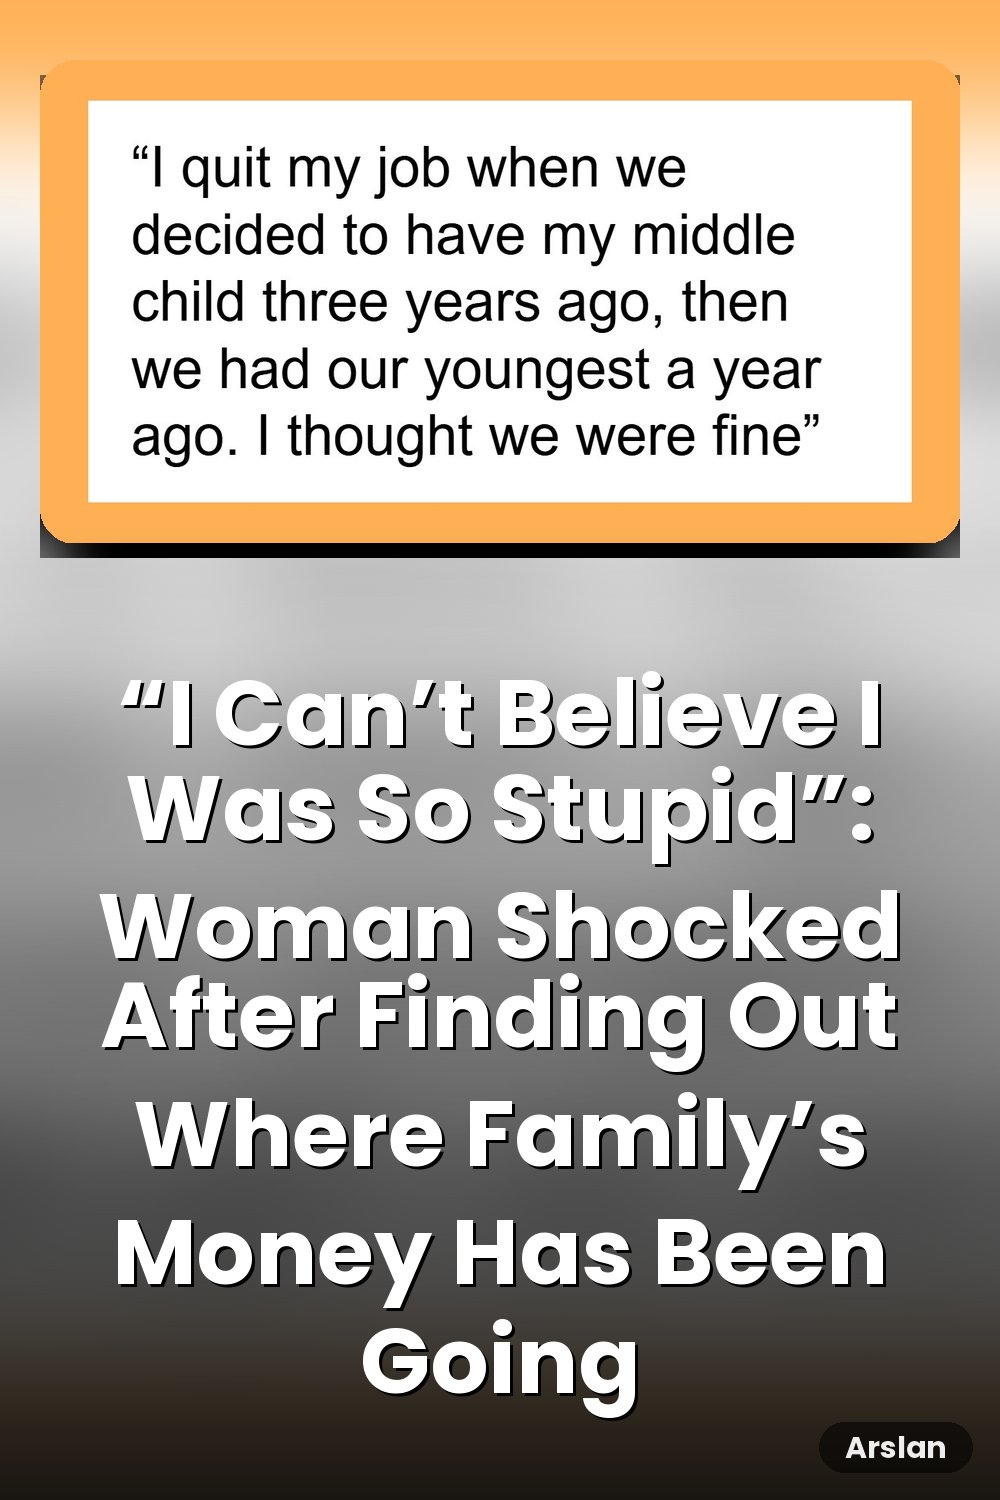 “I quit my job when we
decided to have my middle
child three years ago, then
we had our youngest a year
ago. I thought we were fine”
“I Can’t Believe I
Was So Stupid”:
Woman Shocked
After Finding Out
Where Family’s
Money Has Been
Going
Arslan